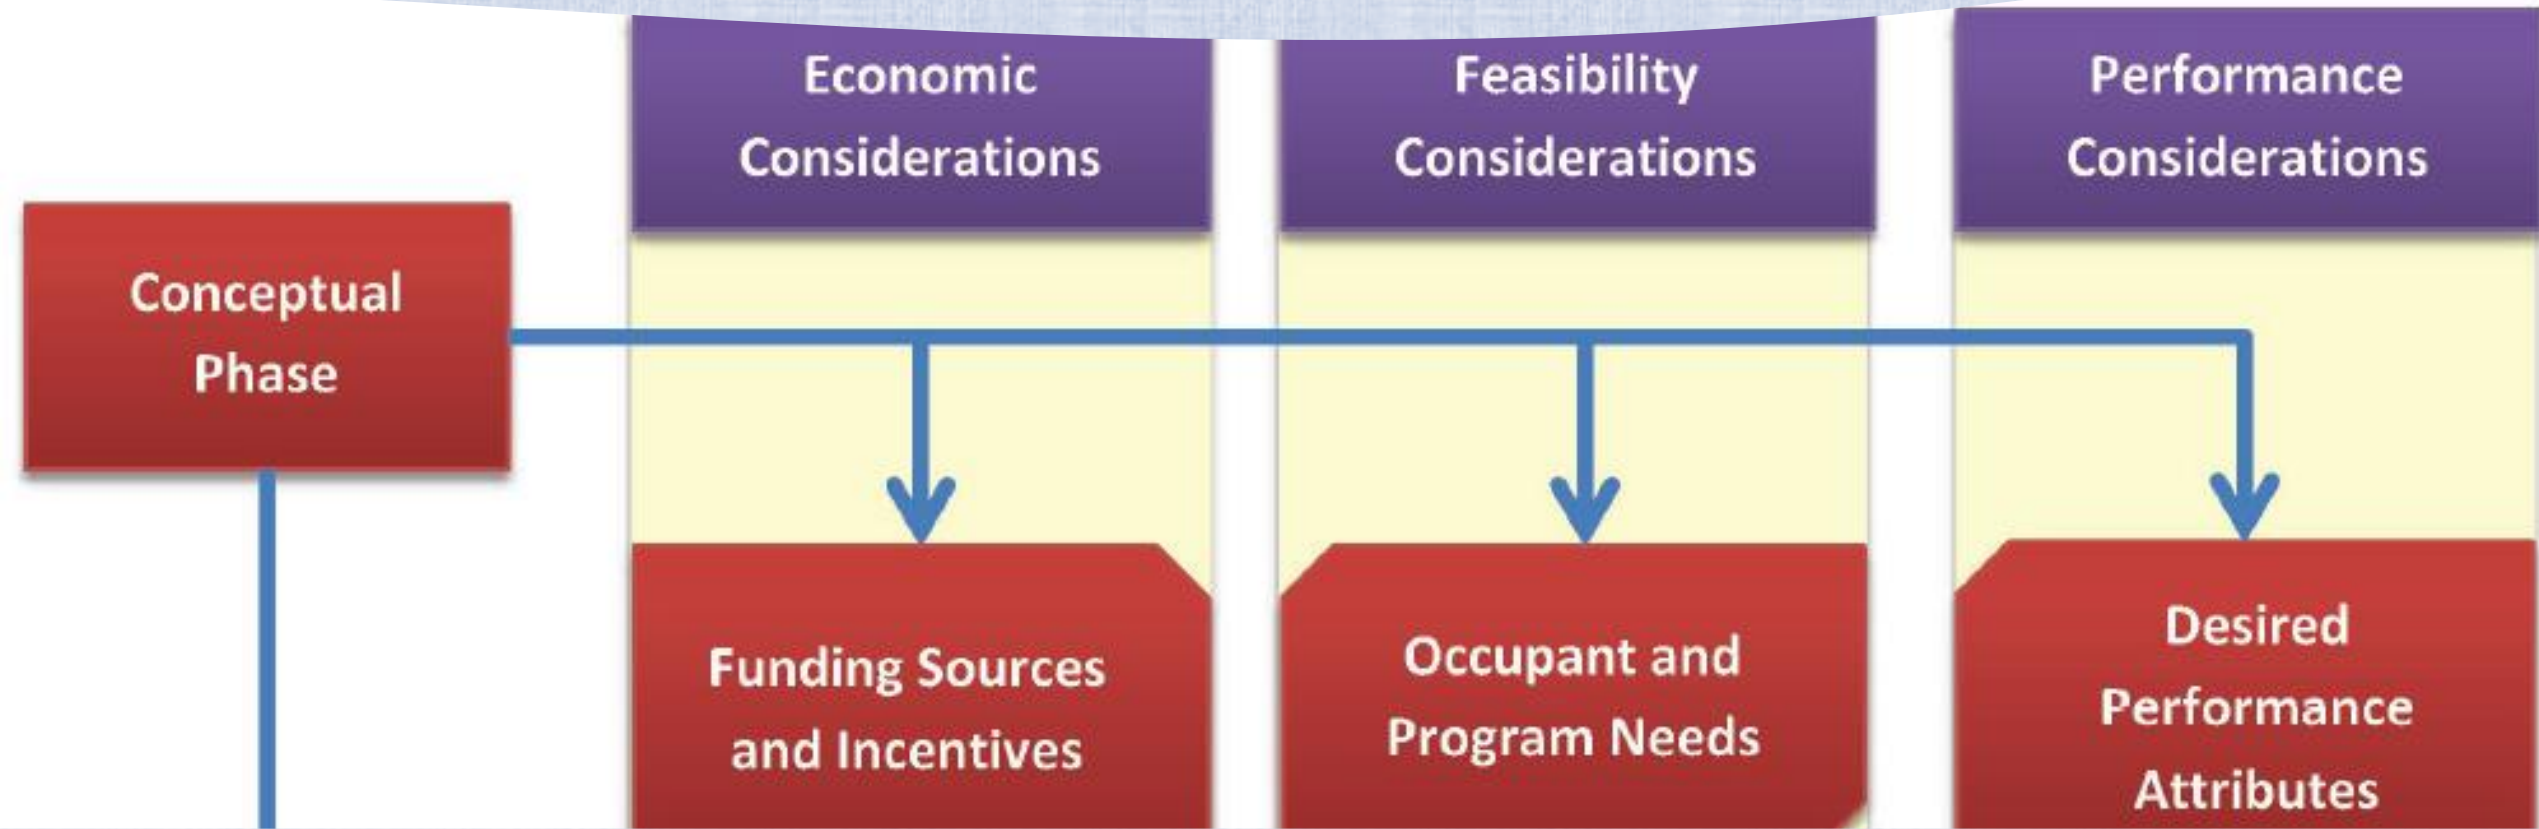 Economic
Considerations
Feasibility
Considerations
Performance
Considerations
Conceptual
Phase
Funding Sources
and Incentives
Occupant and
Program Needs
Desired
Performance
Attributes